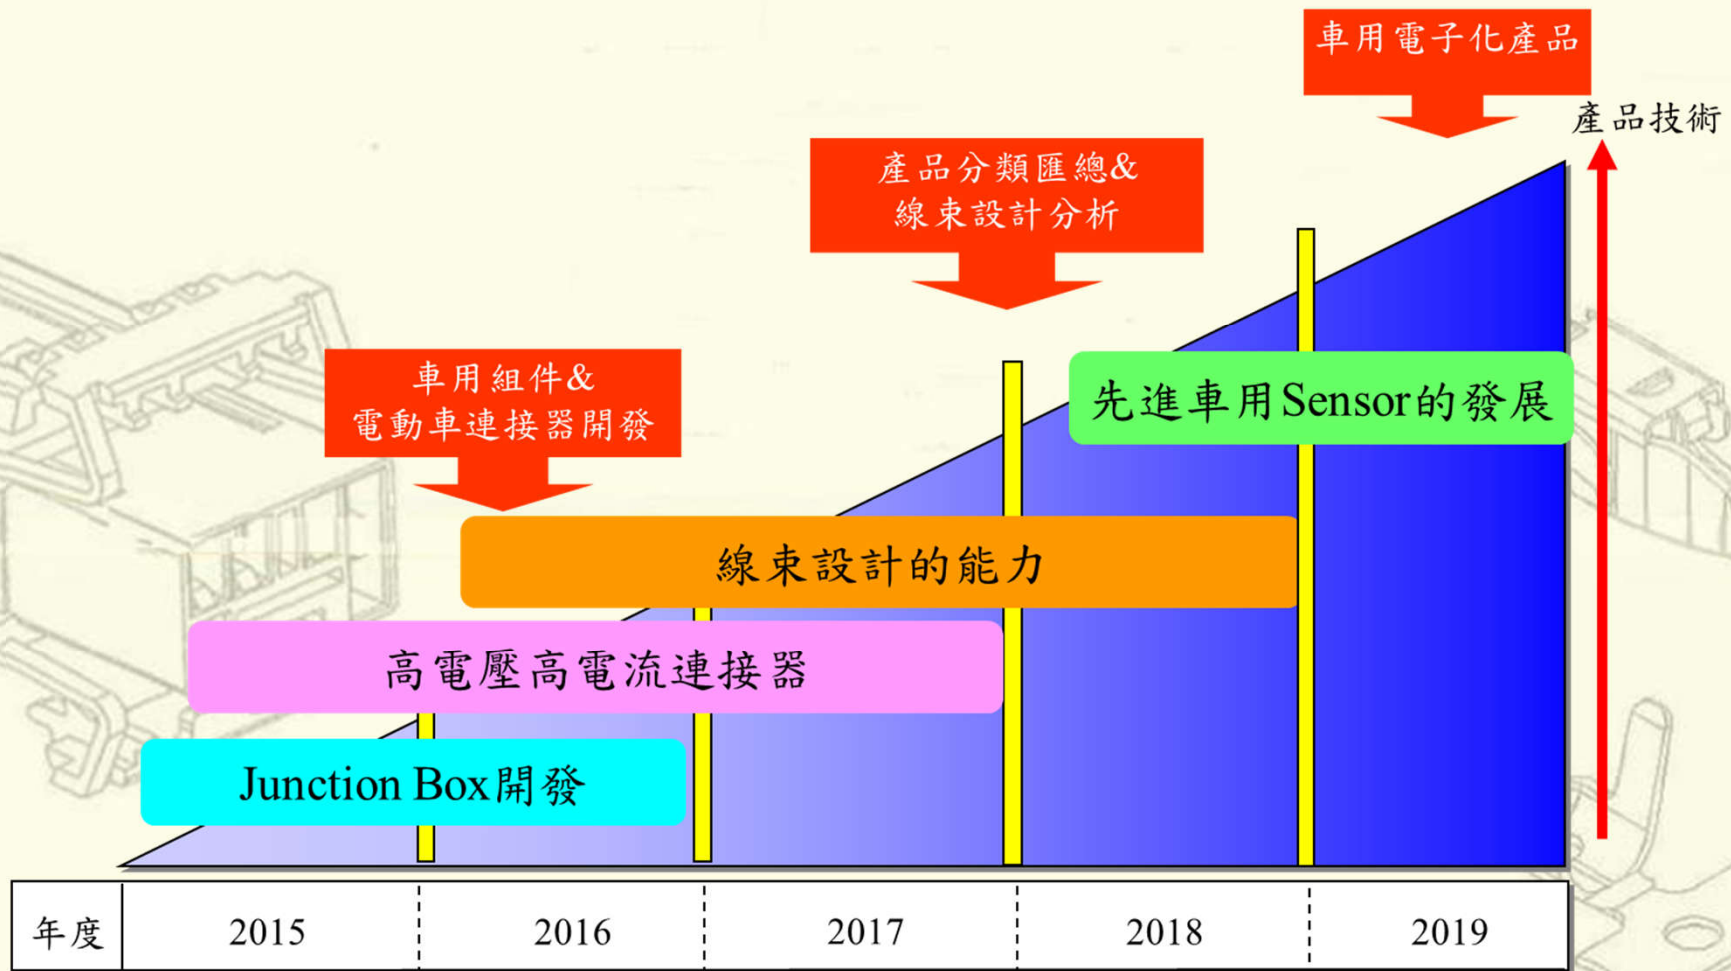 車用電子化產品
產品技術
產品分類匯總&
線束設計分析
車用組件&
電動車連接器開發
先進車用Sensor的發展
線束設計的能力
高電壓高電流連接器
Junction Box開發
年度 2015 2016 2017 2018 2019